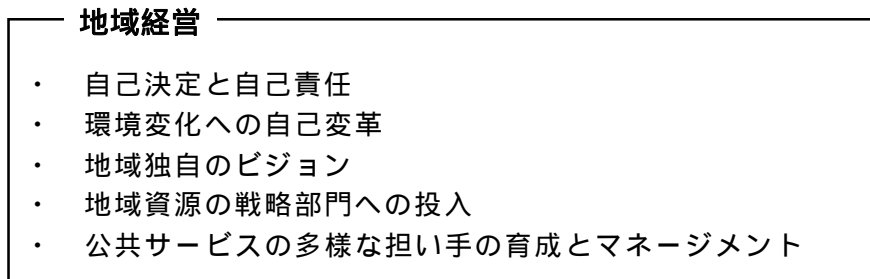 地域経営
・ 自己決定と自己責任
・ 環境変化への自己変革
・ 地域独自のビジョン
・ 地域資源の戦略部門への投入
・ 公共サービスの多様な担い手の育成とマネージメント